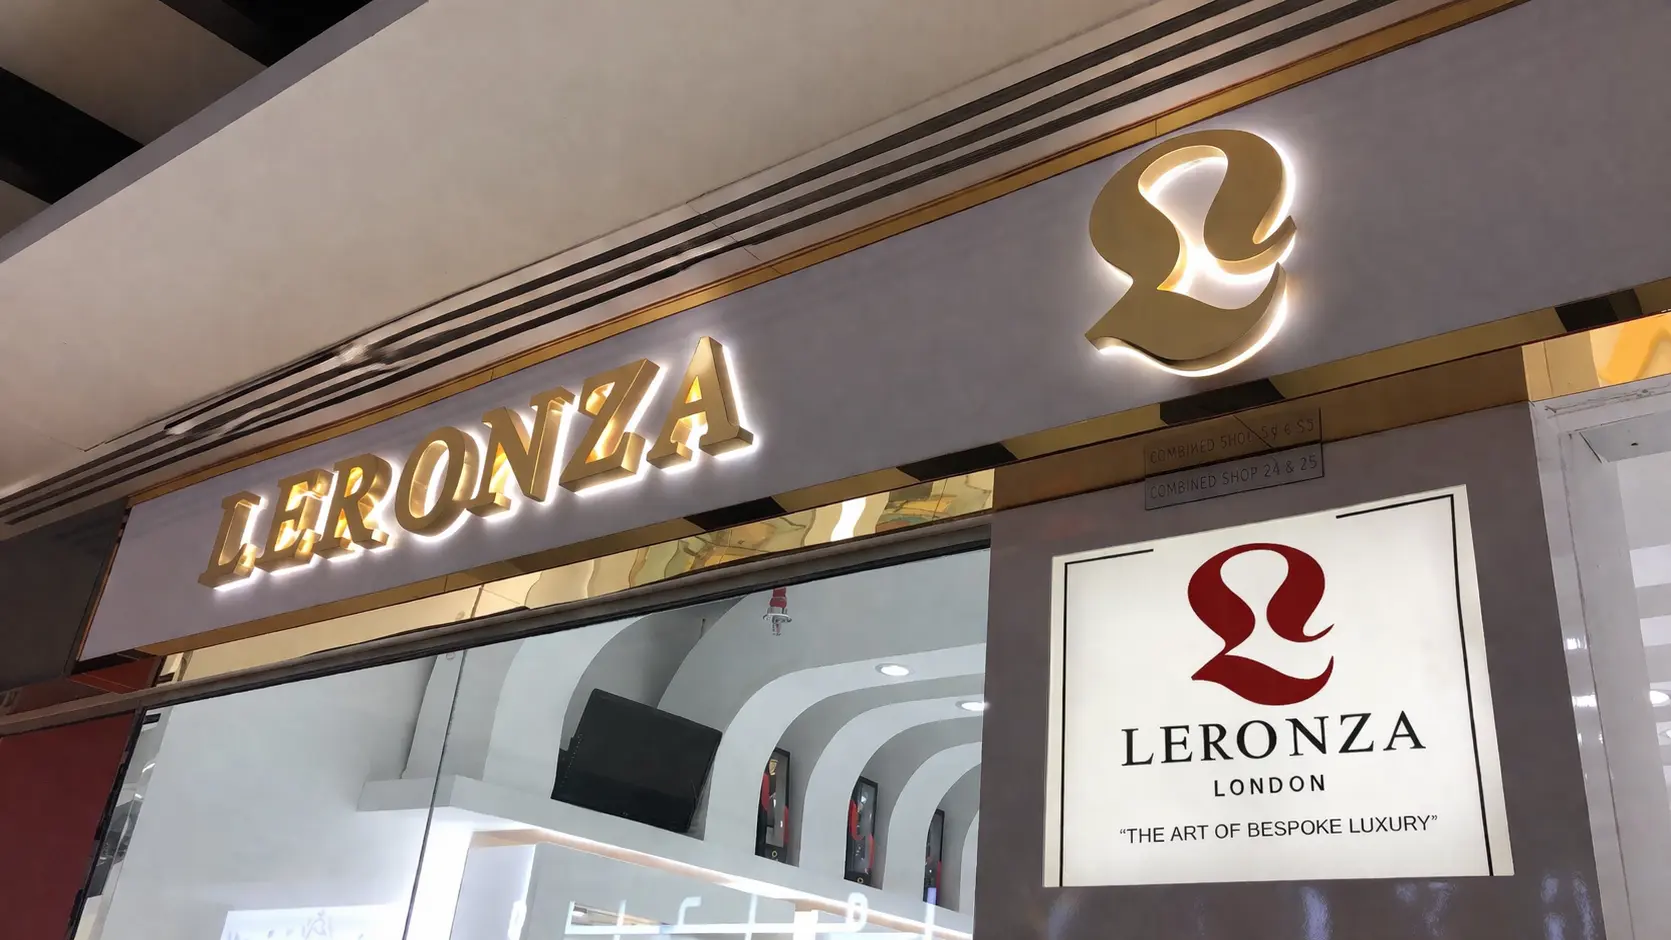 LERONZA
COMBINED SHOP 24 & 25
LERONZA
LONDON
“THE ART OF BESPOKE LUXURY”